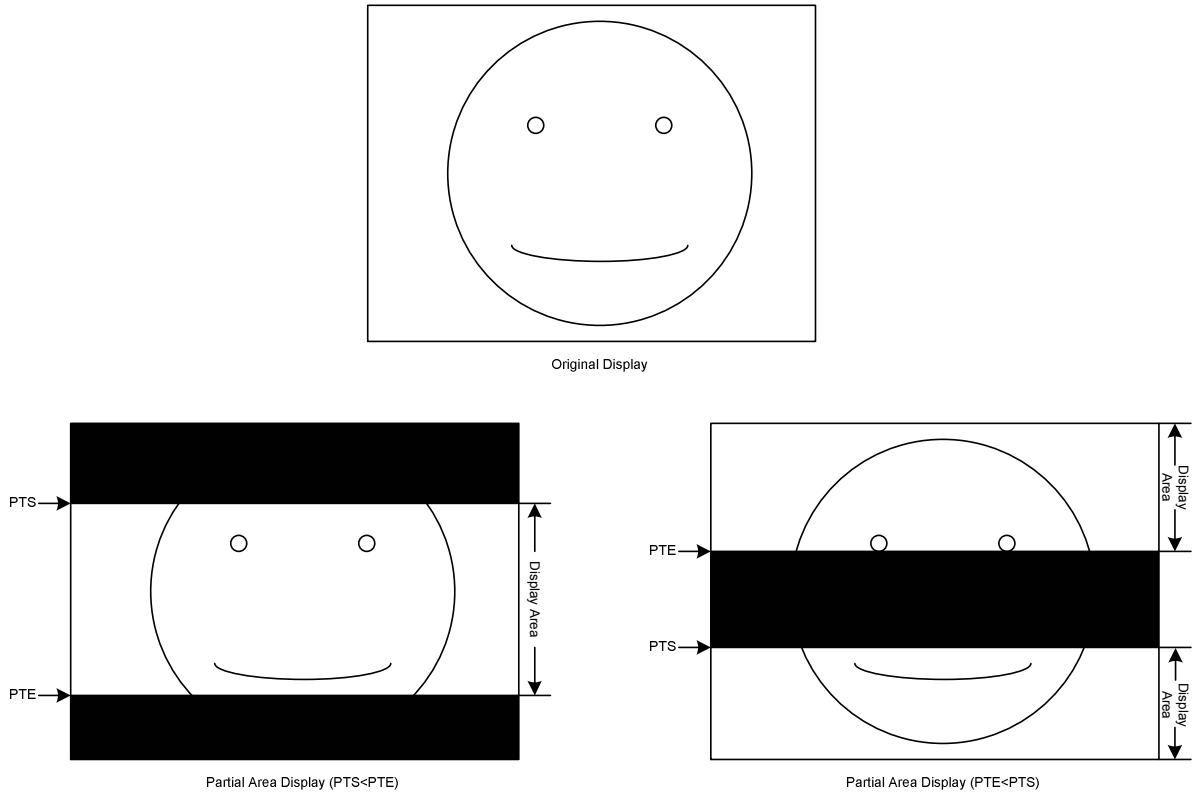 Original Display
PTS
PTE
Display Area
Partial Area Display (PTS<PTE)
PTE
PTS
Display
Area
Display
Area
Partial Area Display (PTE<PTS)